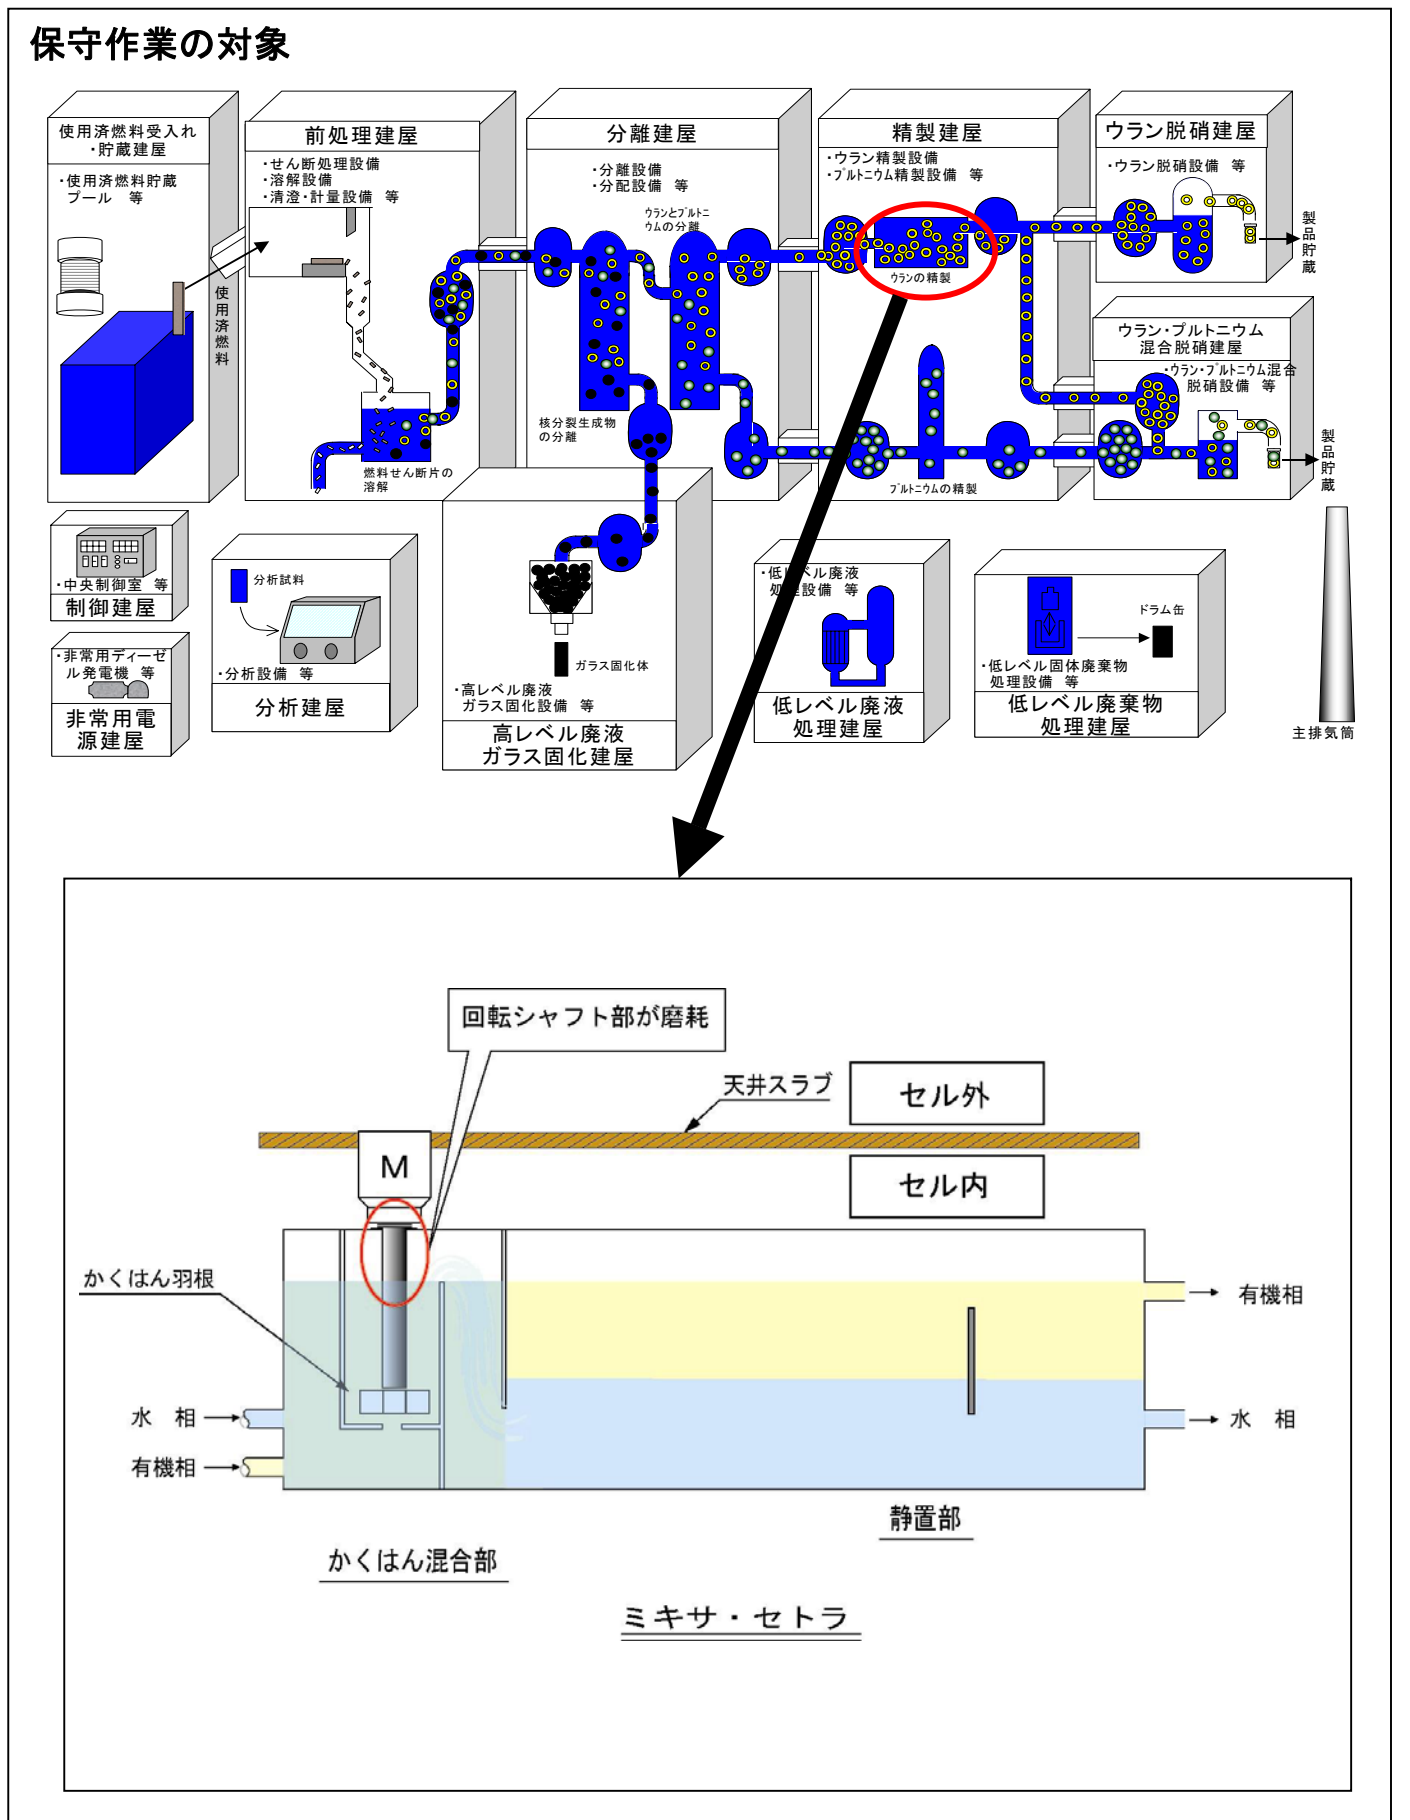 保守作業の対象
使用済燃料受入れ
・貯蔵建屋
・使用済燃料貯蔵
プール 等
使用済燃料
前処理建屋
・せん断処理設備
・溶解設備
・清澄・計量設備 等
燃料せん断片の
溶解
分離建屋
・分離設備
・分配設備 等
ウランとプルトニ
ウムの分離
核分裂生成物
の分離
精製建屋
・ウラン精製設備
・プルトニウム精製設備 等
ウランの精製
プルトニウムの精製
ウラン脱硝建屋
・ウラン脱硝設備 等
製品貯蔵
ウラン・プルトニウム
混合脱硝建屋
・ウラン・プルトニウム混合
脱硝設備 等
製品貯蔵
・中央制御室 等
制御建屋
・非常用ディーゼ
ル発電機 等
非常用電
源建屋
分析試料
・分析設備 等
分析建屋
ガラス固化体
・高レベル廃液
ガラス固化設備 等
高レベル廃液
ガラス固化建屋
・低レベル廃液
処理設備 等
低レベル廃液
処理建屋
ドラム缶
・低レベル固体廃棄物
処理設備 等
低レベル廃棄物
処理建屋
主排気筒
回転シャフト部が磨耗
天井スラブ
セル外
M
セル内
かくはん羽根
有機相
水 相
水 相
有機相
静置部
かくはん混合部
ミキサ・セトラ